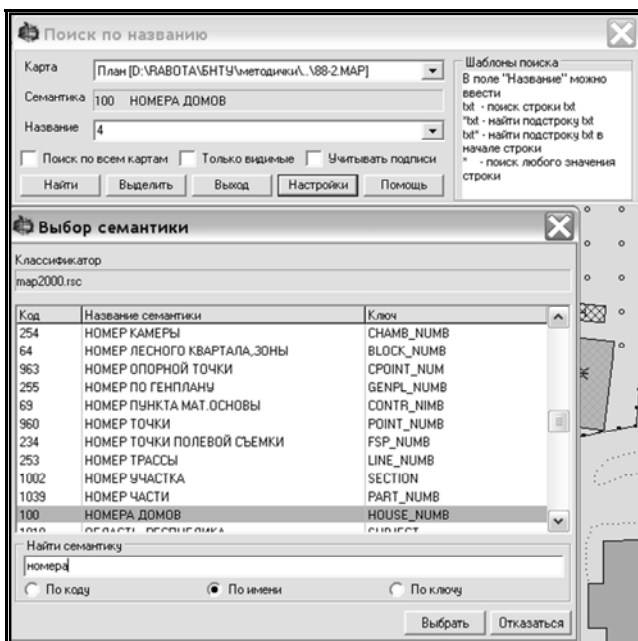 Поиск по названию
Карта План [D:\RABOTA\БНТУ\методички\..\88-2.MAP]
Семантика 100 НОМЕРА ДОМОВ
Название 4
Поиск по всем картам Только видимые Учитывать подписи
Найти Выделить Выход Настройки Помощь
Шаблоны поиска
В поле "Название" можно
ввести
txt - поиск строки txt
*txt - найти подстроку txt
txt* - найти подстроку txt в
начале строки
* - поиск любого значения
строки
Выбор семантики
Классификатор
map2000.rsc
Код Название семантики Ключ
254 НОМЕР КАМЕРЫ CHAMB_NUMB
64 НОМЕР ЛЕСНОГО КВАРТАЛА,ЗОНЫ BLOCK_NUMB
963 НОМЕР ОПОРНОЙ ТОЧКИ CPOINT_NUM
255 НОМЕР ПО ГЕНПЛАНУ GENPL_NUMB
69 НОМЕР ПУНКТА МАТ.ОСНОВЫ CONTR_NIMB
960 НОМЕР ТОЧКИ POINT_NUMB
234 НОМЕР ТОЧКИ ПОЛЕВОЙ СЪЕМКИ FSP_NUMB
253 НОМЕР ТРАССЫ LINE_NUMB
1002 НОМЕР УЧАСТКА SECTION
1039 НОМЕР ЧАСТИ PART_NUMB
100 НОМЕРА ДОМОВ HOUSE_NUMB
Найти семантику
номера
По коду По имени По ключу
Выбрать Отказаться